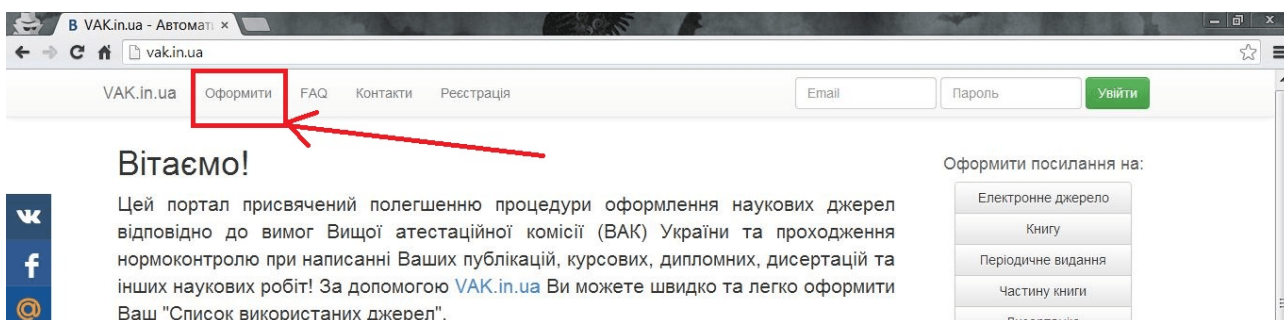 B VAK.in.ua - Автомат
vak.in.ua
VAK.in.ua Оформити FAQ Контакти Реєстрація Email Пароль Увійти
Вітаємо!
Цей портал присвячений полегшенню процедури оформлення наукових джерел
відповідно до вимог Вищої атестаційної комісії (ВАК) України та проходження
нормоконтролю при написанні Ваших публікацій, курсових, дипломних, дисертацій та
інших наукових робіт! За допомогою VAK.in.ua Ви можете швидко та легко оформити
Ваш "Список використаних джерел".
Оформити посилання на:
Електронне джерело
Книгу
Періодичне видання
Частину книги